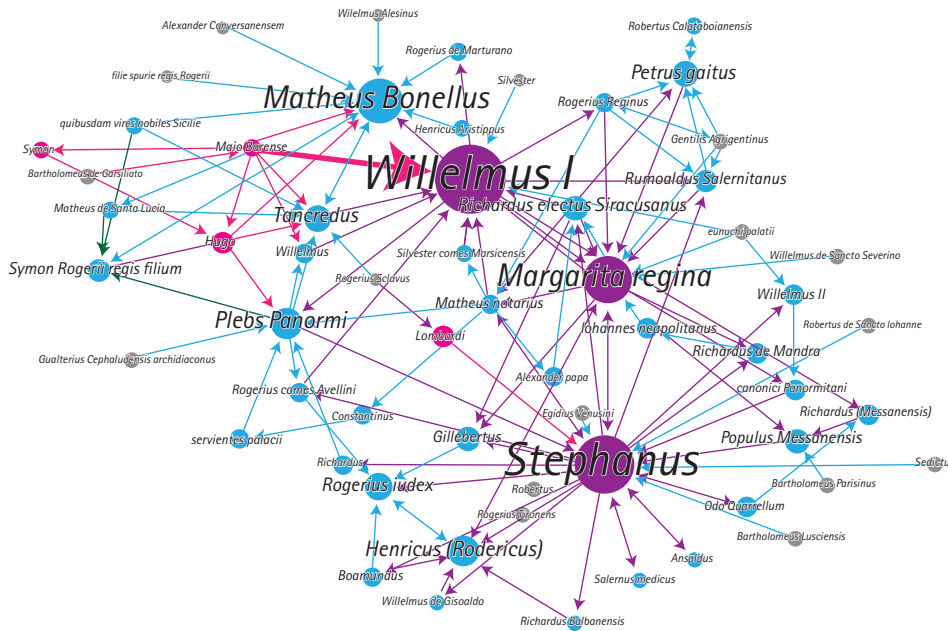 Wilelmus Alesinus
Alexander Conversanensem
Robertus Calataboianensis
Rogerius de Marturano
filie spurie regis Rogerii
Petrus gaitus
Silvester
Matheus Bonellus
Rogerius Reginus
quibusdam vires nobiles Sicilie
Henricus Aristippus
Gentilis Agrigentinus
Symon
Maio Barense
Bartholomeus de Garsiliato
Willelmus I
Rumoaldus Salernitanus
Matheus de Santa Lucia
Tancredus
Richardus electus Siracusanus
eunuchi palatii
Hugo
Willelmus
Silvester comes Marsicensis
Willelmus de Sancto Severino
Symon Rogerii regis filium
Rogerius Sclavus
Margarita regina
Willelmus II
Matheus notarius
Plebs Panormi
Iohannes neapolitanus
Robertus de Sancto Iohanne
Lombardi
Richardus de Mandra
Gualterius Cephaludensis archidiaconus
Alexander papa
Rogerius comes Avellini
canonici Panormitani
Constantinus
Egidius Venusini
Richardus (Messanensis)
servientes palacii
Gillebertus
Populus Messanensis
Stephanus
Richardus
Sedictu
Rogerius iudex
Robertus
Bartholomeus Parisinus
Odo Quarrellum
Rogerius Tironens
Bartholomeus Lusciensis
Henricus (Rodericus)
Ansaldus
Boamundus
Salernus medicus
Willelmus de Gisoaldo
Richardus Balbanensis